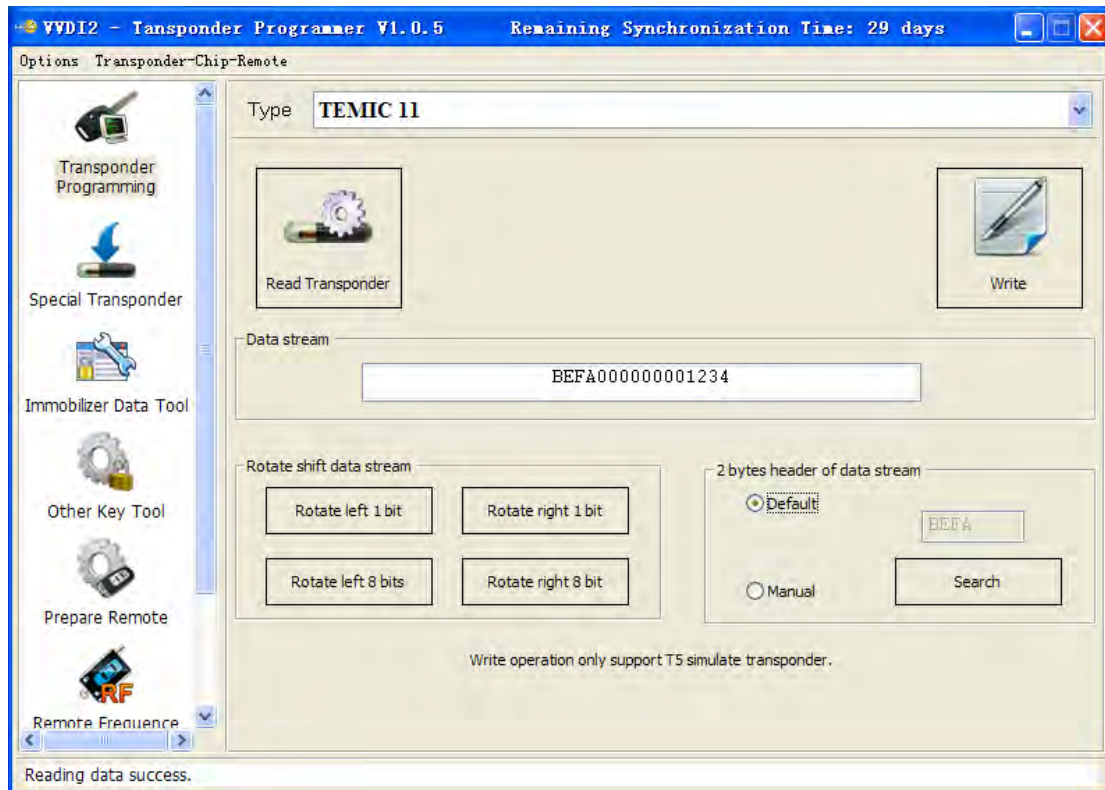 VVDI2 - Tansponder Programmer V1.0.5 Remaining Synchronization Time: 29 days
Options Transponder-Chip-Remote
Transponder
Programming
Special Transponder
Immobilizer Data Tool
Other Key Tool
Prepare Remote
RF
Remote Frequence
Type TEMIC 11
Read Transponder
Write
Data stream
BEFA000000001234
Rotate shift data stream
Rotate left 1 bit Rotate right 1 bit
Rotate left 8 bits Rotate right 8 bit
2 bytes header of data stream
Default
BEFA
Manual
Search
Write operation only support T5 simulate transponder.
Reading data success.